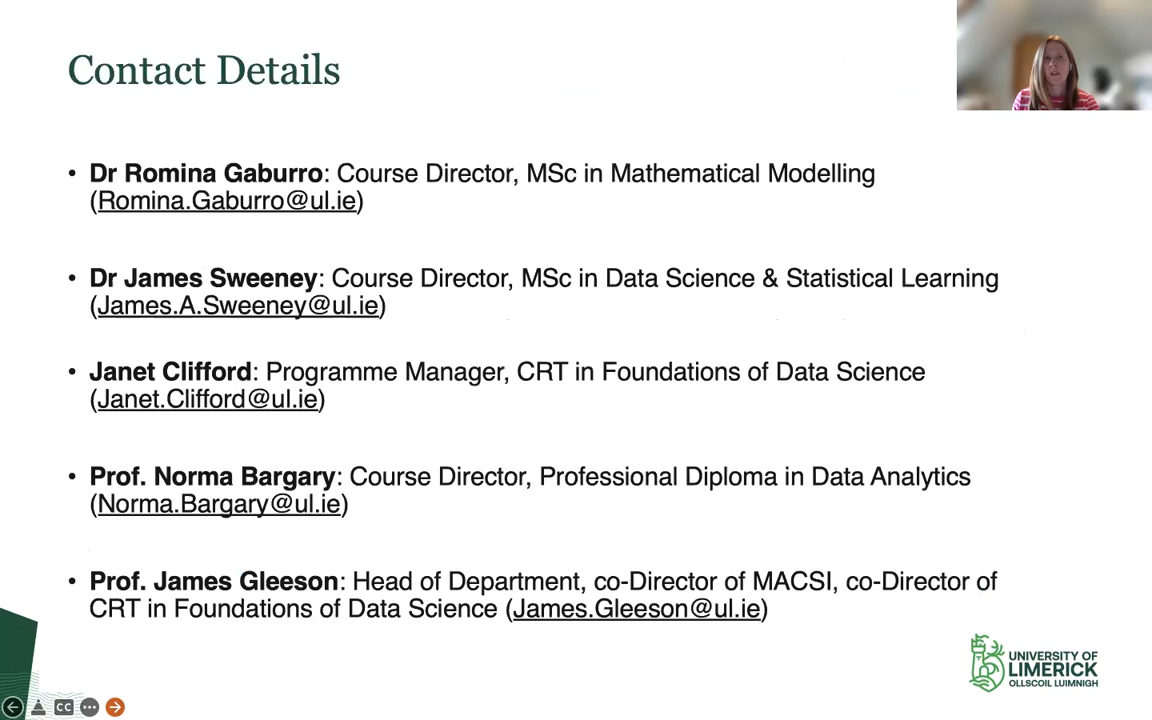 Contact Details
• Dr Romina Gaburro: Course Director, MSc in Mathematical Modelling
(Romina.Gaburro@ul.ie)
• Dr James Sweeney: Course Director, MSc in Data Science & Statistical Learning
(James.A.Sweeney@ul.ie)
• Janet Clifford: Programme Manager, CRT in Foundations of Data Science
(Janet.Clifford@ul.ie)
• Prof. Norma Bargary: Course Director, Professional Diploma in Data Analytics
(Norma.Bargary@ul.ie)
• Prof. James Gleeson: Head of Department, co-Director of MACSI, co-Director of
CRT in Foundations of Data Science (James.Gleeson@ul.ie)
UNIVERSITY OF
LIMERICK
OLLSCOIL LUIMNIGH
CC